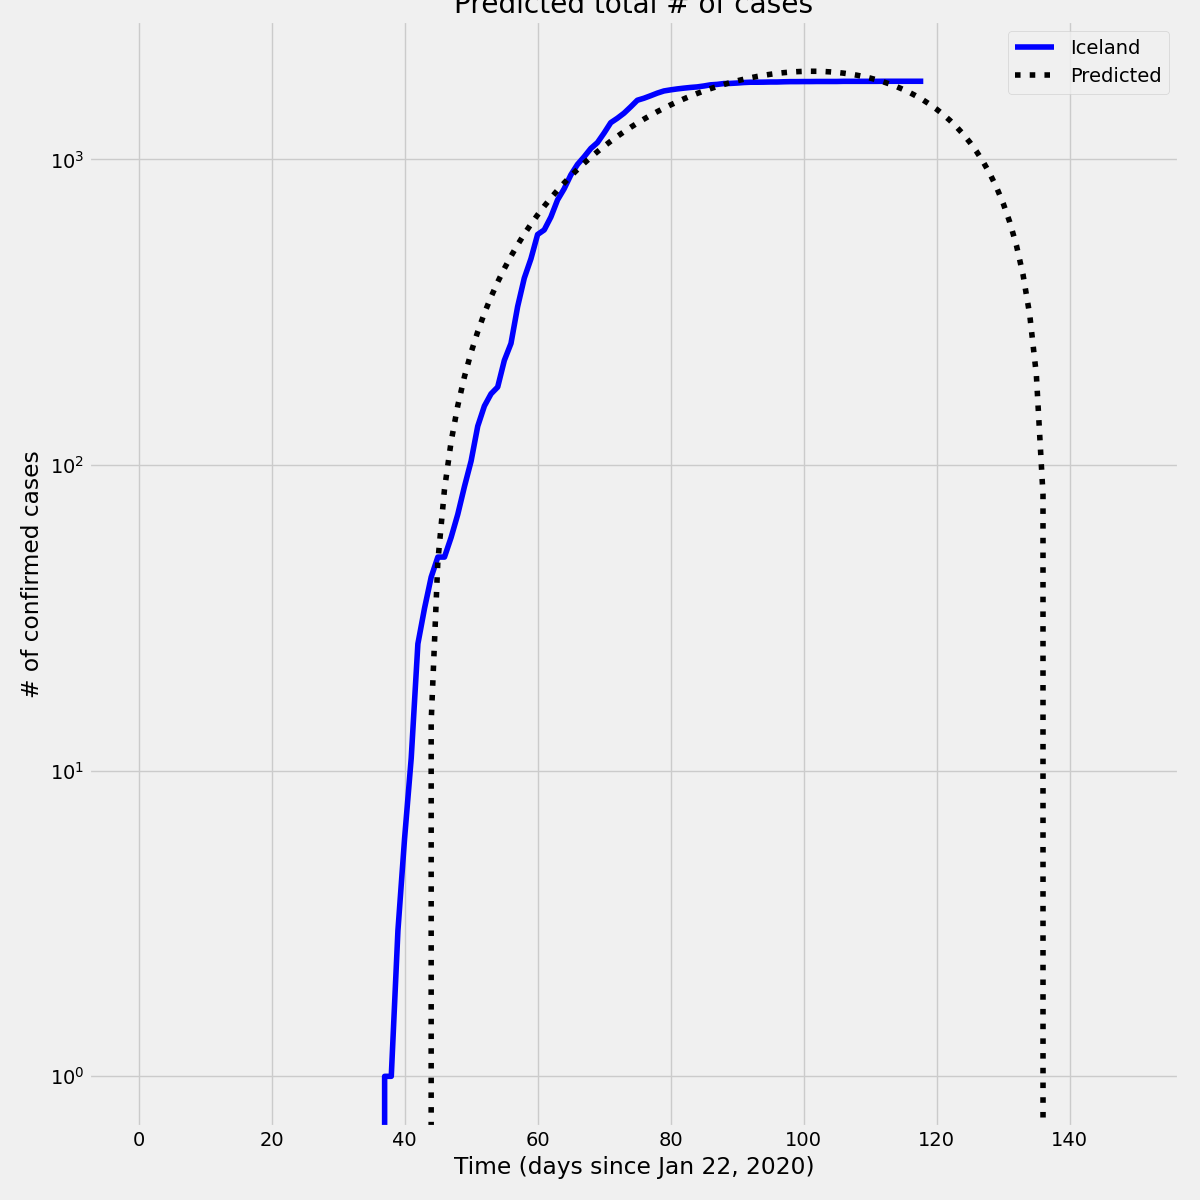 Predicted total # of cases
Iceland
Predicted
# of confirmed cases
10³
10²
10¹
10⁰
0 20 40 60 80 100 120 140
Time (days since Jan 22, 2020)